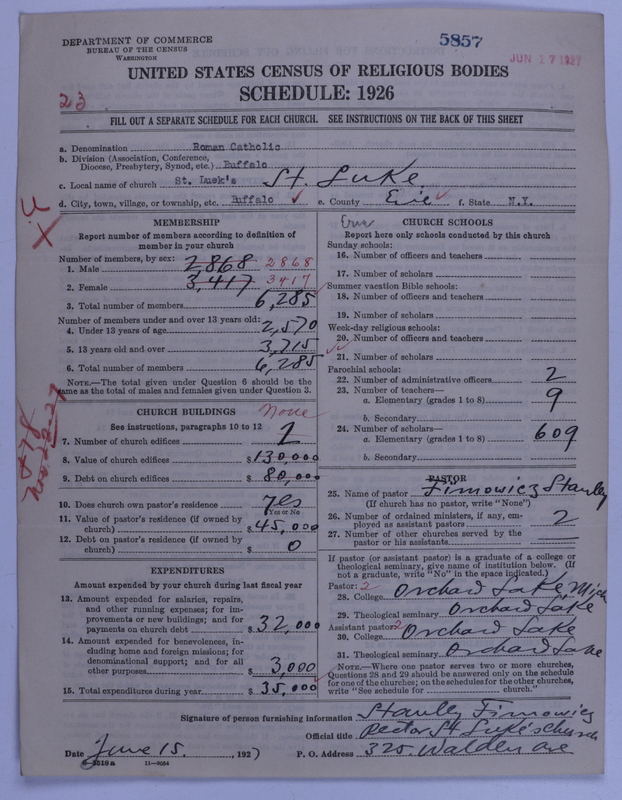 DEPARTMENT OF COMMERCE
BUREAU OF THE CENSUS
WASHINGTON
5857
JUN 17 1927
UNITED STATES CENSUS OF RELIGIOUS BODIES
SCHEDULE: 1926
23
FILL OUT A SEPARATE SCHEDULE FOR EACH CHURCH. SEE INSTRUCTIONS ON THE BACK OF THIS SHEET
a. Denomination Roman Catholic
b. Division (Association, Conference,
Diocese, Presbytery, Synod, etc.) Buffalo
c. Local name of church St. Luek's St. Luke
d. City, town, village, or township, etc. Buffalo e. County Erie f. State N.Y.
Erie
MEMBERSHIP
Report number of members according to definition of
member in your church
Number of members, by sex:
1. Male 2,868 2868
2. Female 3,417 3417
3. Total number of members 6,285
Number of members under and over 13 years old:
4. Under 13 years of age 2,570
5. 13 years old and over 3,715
6. Total number of members 6,285
NOTE.—The total given under Question 6 should be the
same as the total of males and females given under Question 3.
CHURCH BUILDINGS None
See instructions, paragraphs 10 to 12
7. Number of church edifices 1
8. Value of church edifices $130,000
9. Debt on church edifices $ 80,000
10. Does church own pastor's residence yes
(Yes or No)
11. Value of pastor's residence (if owned by
church) $45,000
12. Debt on pastor's residence (if owned by
church) $ 0
EXPENDITURES
Amount expended by your church during last fiscal year
13. Amount expended for salaries, repairs,
and other running expenses; for im-
provements or new buildings; and for
payments on church debt $32,000
14. Amount expended for benevolences, in-
cluding home and foreign missions; for
denominational support; and for all
other purposes $ 3,000
15. Total expenditures during year $35,000
CHURCH SCHOOLS
Report here only schools conducted by this church
Sunday schools:
16. Number of officers and teachers
17. Number of scholars
Summer vacation Bible schools:
18. Number of officers and teachers
19. Number of scholars
Week-day religious schools:
20. Number of officers and teachers
21. Number of scholars
Parochial schools:
22. Number of administrative officers 2
23. Number of teachers—
a. Elementary (grades 1 to 8) 9
b. Secondary
24. Number of scholars—
a. Elementary (grades 1 to 8) 609
b. Secondary
PASTOR
25. Name of pastor Fimowicz Stanley
(If church has no pastor, write "None")
26. Number of ordained ministers, if any, em-
ployed as assistant pastors 2
27. Number of other churches served by the
pastor or his assistants
If pastor (or assistant pastor) is a graduate of a college or
theological seminary, give name of institution below. (If
not a graduate, write "No" in the space indicated.)
Pastor: 2
28. College Orchard Lake, Mich
29. Theological seminary Orchard Lake
Assistant pastor: 2
30. College Orchard Lake
31. Theological seminary Orchard Lake
NOTE.—Where one pastor serves two or more churches,
Questions 28 and 29 should be answered only on the schedule
for one of the churches; on the schedules for the other churches,
write "See schedule for church."
Signature of person furnishing information Stanley Fimowicz
Official title Rector St Luke's church
Date June 15, 1927 P. O. Address 325 Walden ave
8-3519a 11-9084